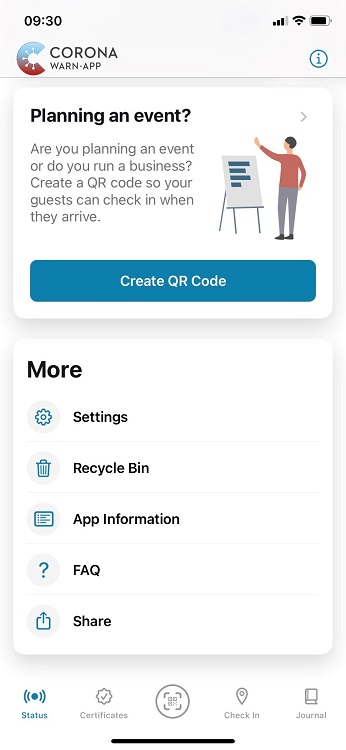 09:30
CORONA
WARN-APP
Planning an event?
Are you planning an event
or do you run a business?
Create a QR code so your
guests can check in when
they arrive.
Create QR Code
More
Settings
Recycle Bin
App Information
FAQ
Share
Status
Certificates
Check In
Journal